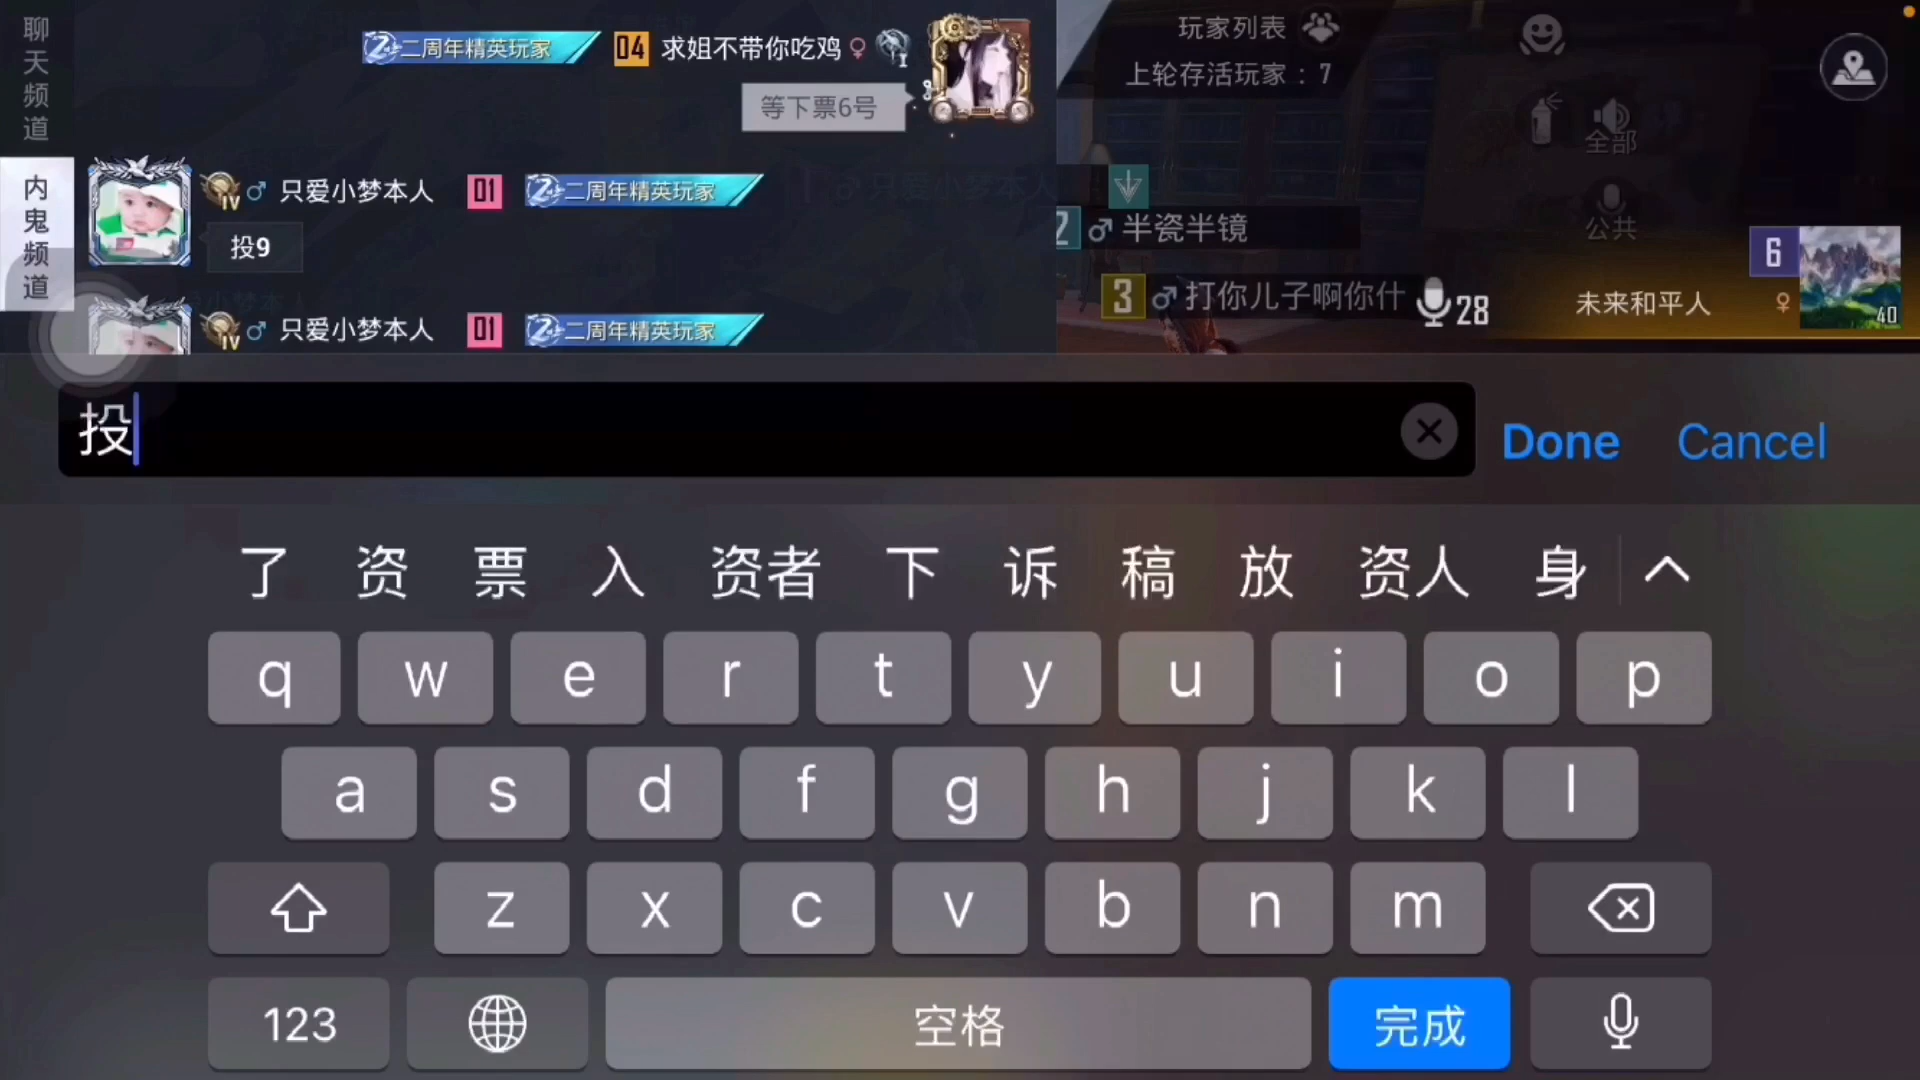 聊天频道
二周年精英玩家 04 求姐不带你吃鸡
等下票6号
内鬼频道
IV 只爱小梦本人 01 二周年精英玩家
投9
IV 只爱小梦本人 01 二周年精英玩家
玩家列表
上轮存活玩家：7
全部
公共
2 半瓷半镜
3 打你儿子啊你什
28
未来和平人
6
40
投
Done Cancel
了 资 票 入 资者 下 诉 稿 放 资人 身
q w e r t y u i o p
a s d f g h j k l
z x c v b n m
123 空格 完成